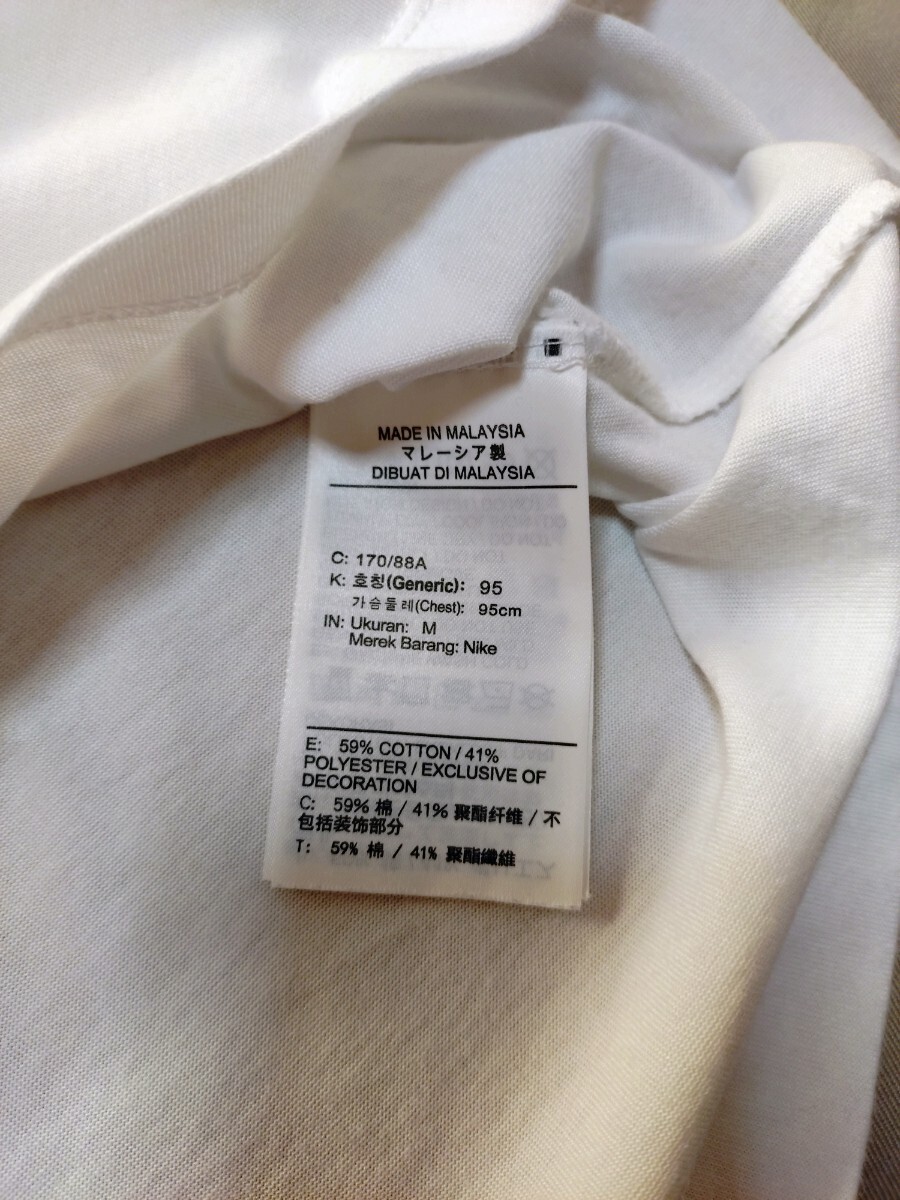 MADE IN MALAYSIA
マレーシア製
DIBUAT DI MALAYSIA
C: 170/88A
K: 호칭(Generic): 95
가슴둘레(Chest): 95cm
IN: Ukuran: M
Merek Barang: Nike
E: 59% COTTON / 41%
POLYESTER / EXCLUSIVE OF
DECORATION
C: 59% 棉 / 41% 聚酯纤维 / 不
包括装饰部分
T: 59% 棉 / 41% 聚酯纖維